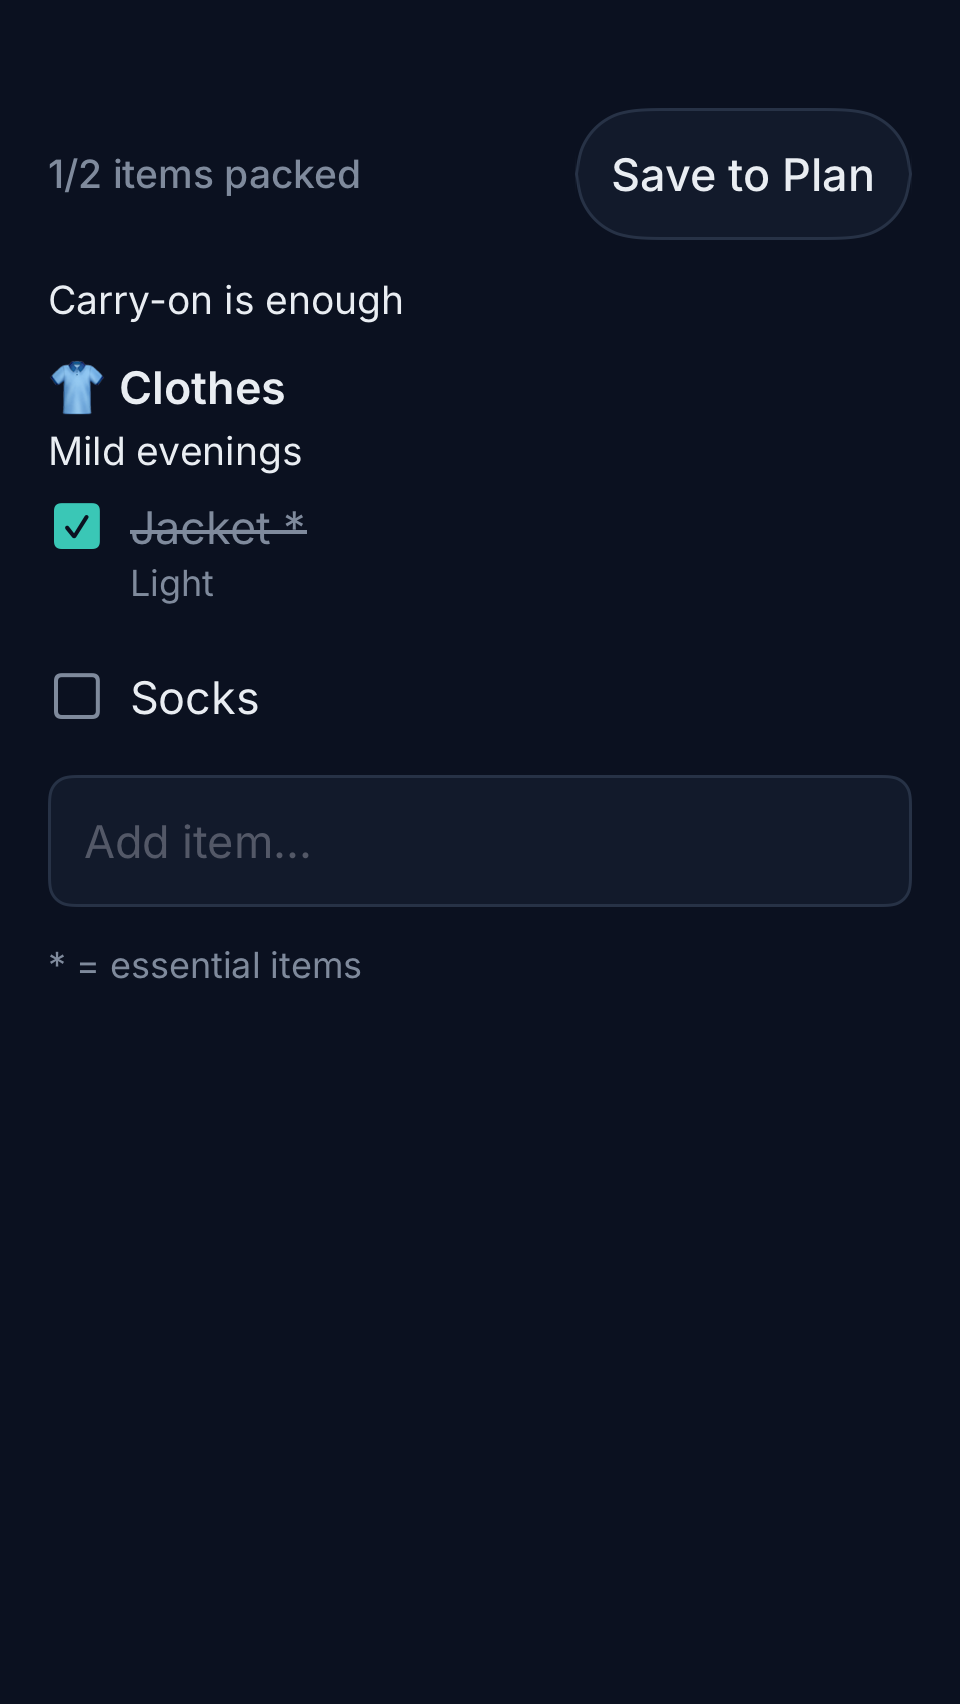 1/2 items packed
Save to Plan
Carry-on is enough
👕 Clothes
Mild evenings
Jacket *
Light
Socks
Add item...
* = essential items